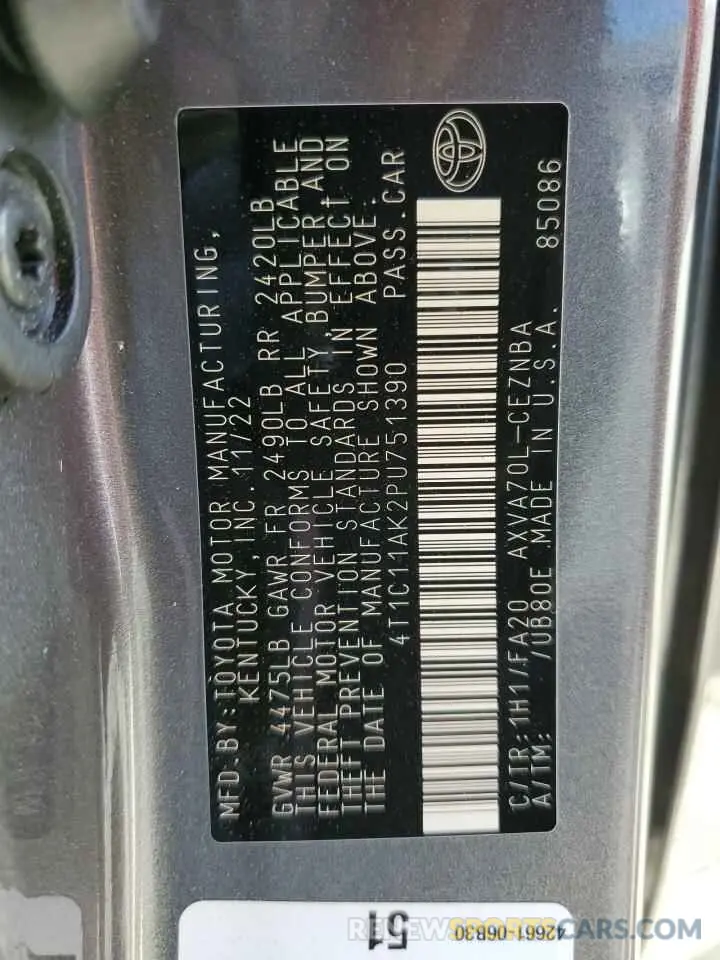 MFD.BY:TOYOTA MOTOR MANUFACTURING,
KENTUCKY,INC. 11/22
GVWR 4475LB GAWR FR 2490LB RR 2420LB
THIS VEHICLE CONFORMS TO ALL APPLICABLE
FEDERAL MOTOR VEHICLE SAFETY,BUMPER AND
THEFT PREVENTION STANDARDS IN EFFECT ON
THE DATE OF MANUFACTURE SHOWN ABOVE.
4T1C11AK2PU751390 PASS.CAR
C/TR:1H1/FA20 AXVA70L-CEZNBA 85086
A/TM: /UB80E MADE IN U.S.A.
51
42661-06B30
RENEWSPORTSCARS.COM